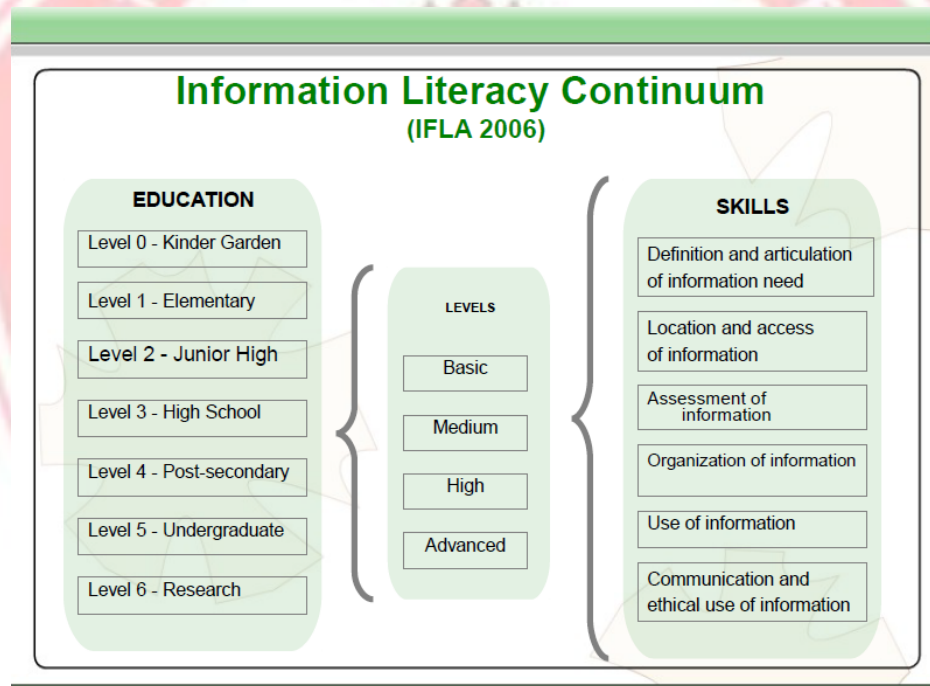 Information Literacy Continuum
(IFLA 2006)
EDUCATION
Level 0 - Kinder Garden
Level 1 - Elementary
Level 2 - Junior High
Level 3 - High School
Level 4 - Post-secondary
Level 5 - Undergraduate
Level 6 - Research
LEVELS
Basic
Medium
High
Advanced
SKILLS
Definition and articulation
of information need
Location and access
of information
Assessment of
information
Organization of information
Use of information
Communication and
ethical use of information